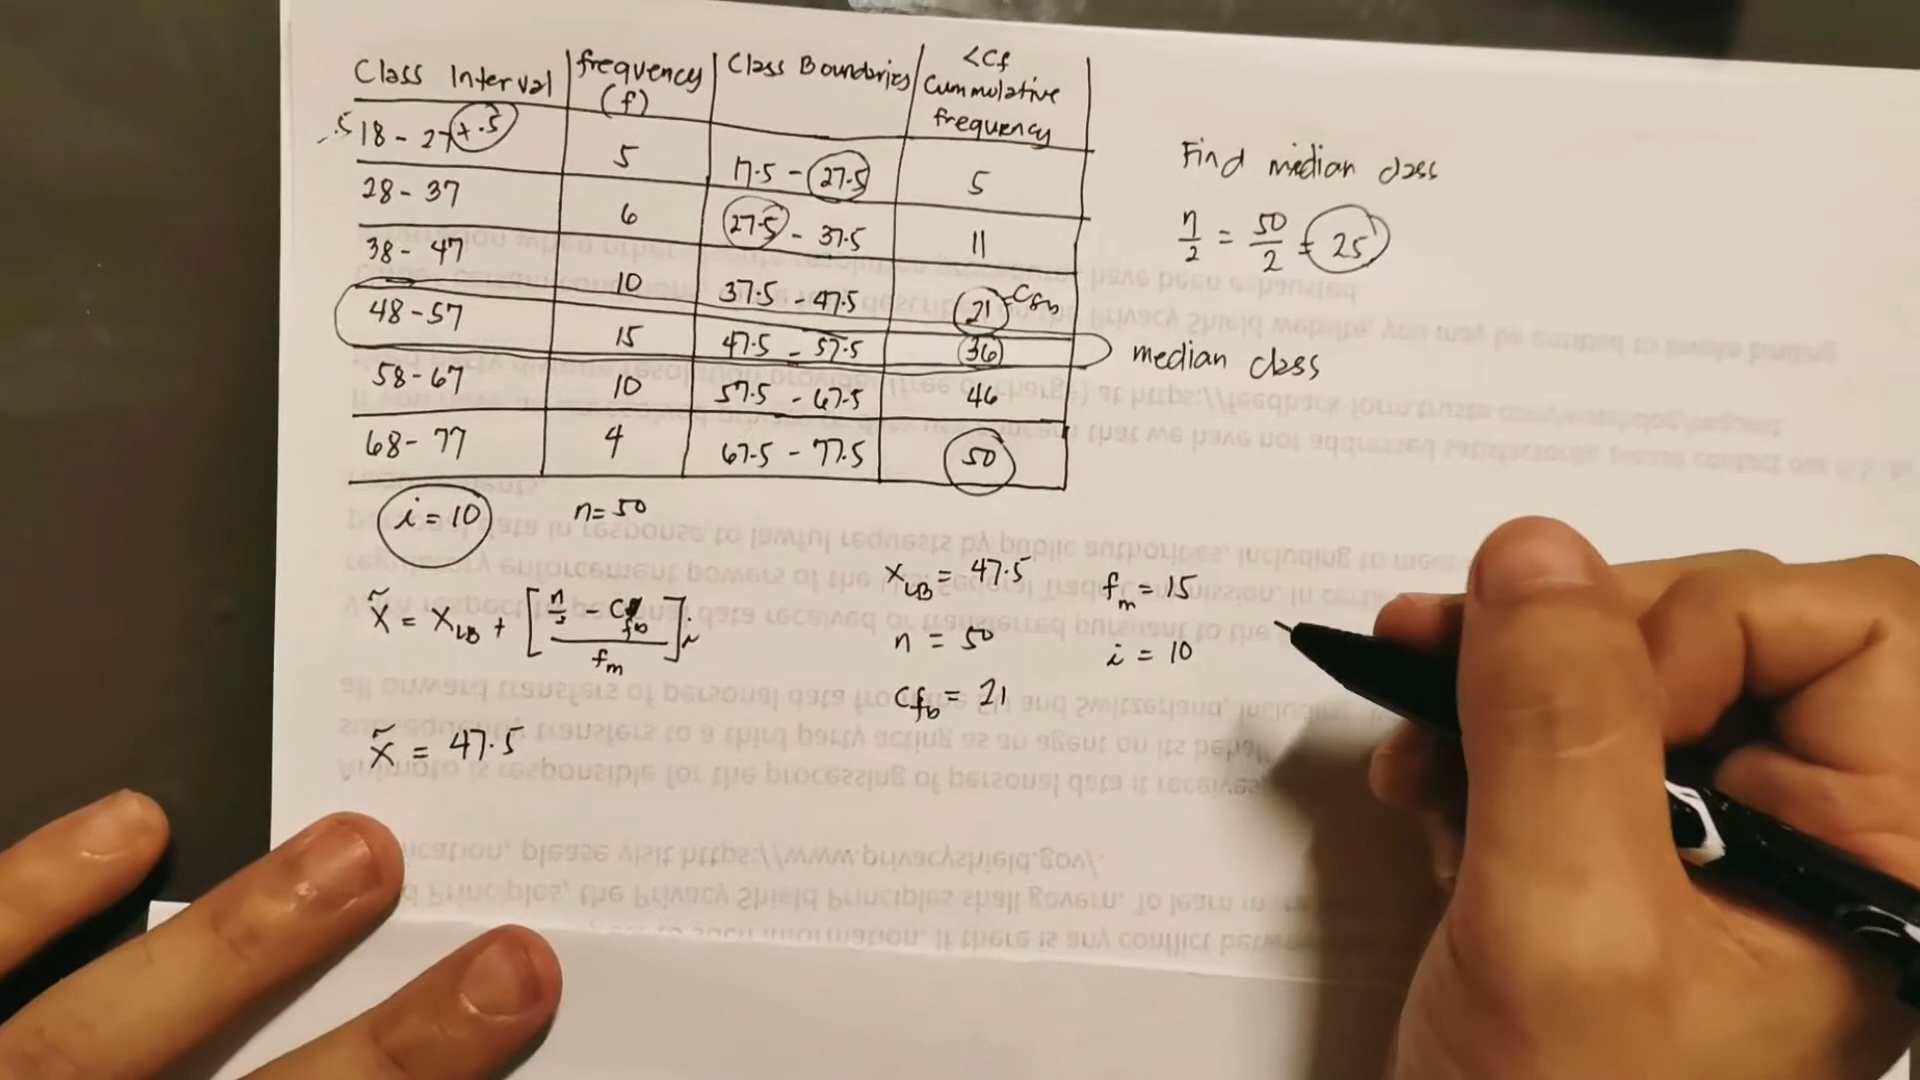 Class Interval | frequency (f) | Class Boundaries | <Cf Cummulative frequency
-.5 18 - 27 +.5 | 5 | 17.5 - 27.5 | 5
28 - 37 | 6 | 27.5 - 37.5 | 11
38 - 47 | 10 | 37.5 - 47.5 | 21 = Cfb
48 - 57 | 15 | 47.5 - 57.5 | 36 median class
58 - 67 | 10 | 57.5 - 67.5 | 46
68 - 77 | 4 | 67.5 - 77.5 | 50
i = 10 n = 50
Find median class
n/2 = 50/2 = 25
x̃ = XLB + [n/2 - Cfb / fm] i
XLB = 47.5 fm = 15
n = 50 i = 10
Cfb = 21
x̃ = 47.5